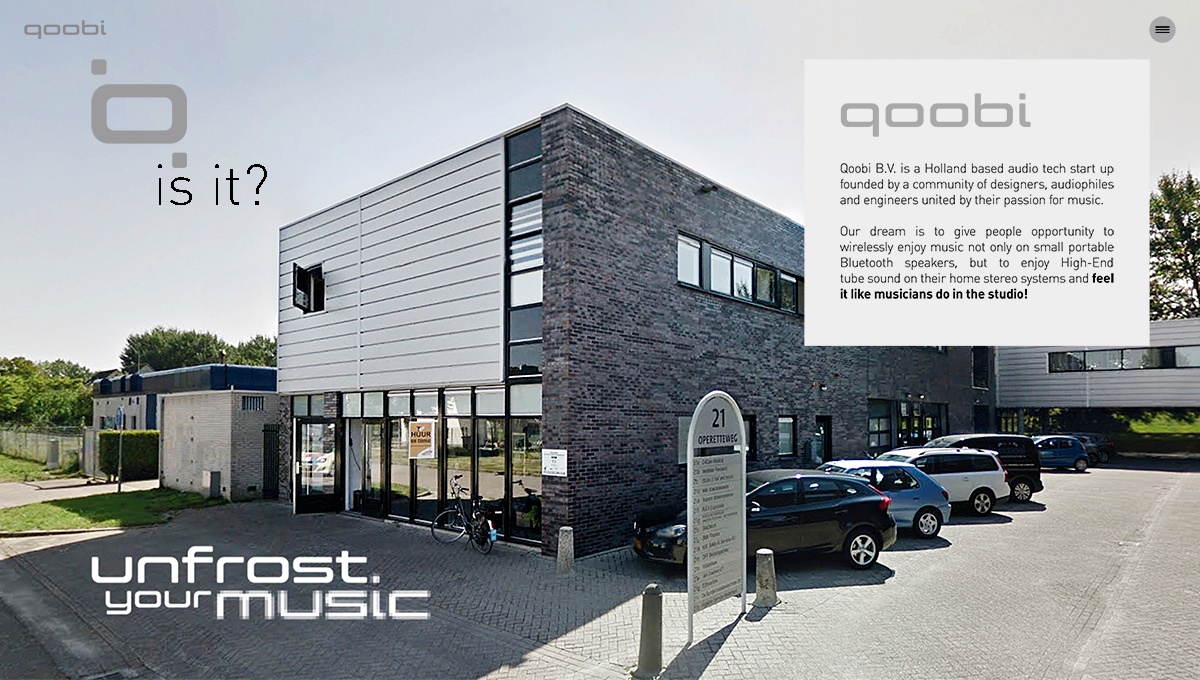 qoobi
is it?
qoobi
Qoobi B.V. is a Holland based audio tech start up
founded by a community of designers, audiophiles
and engineers united by their passion for music.
Our dream is to give people opportunity to
wirelessly enjoy music not only on small portable
Bluetooth speakers, but to enjoy High-End
tube sound on their home stereo systems and feel
it like musicians do in the studio!
HUUR
21
OPERETTEWEG
unfrost.
your music